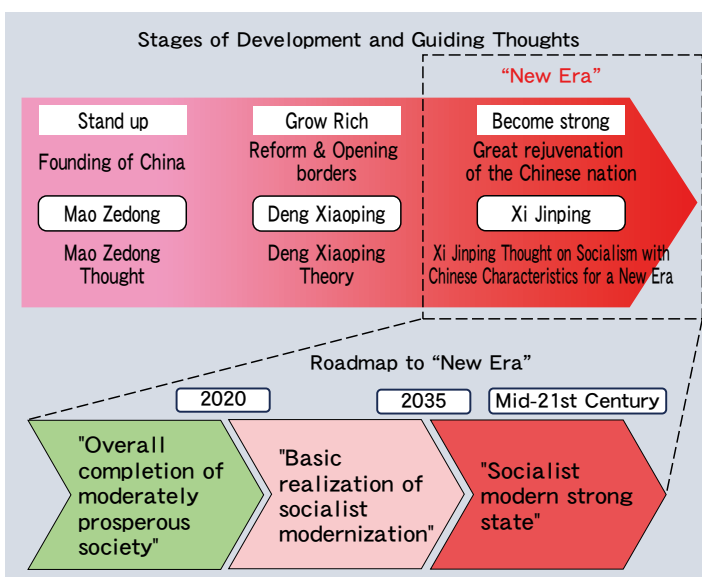 Stages of Development and Guiding Thoughts
“New Era”
Stand up
Founding of China
Mao Zedong
Mao Zedong
Thought
Grow Rich
Reform & Opening
borders
Deng Xiaoping
Deng Xiaoping
Theory
Become strong
Great rejuvenation
of the Chinese nation
Xi Jinping
Xi Jinping Thought on Socialism with
Chinese Characteristics for a New Era
Roadmap to “New Era”
2020
2035
Mid-21st Century
"Overall
completion of
moderately
prosperous
society"
"Basic
realization of
socialist
modernization"
"Socialist
modern strong
state"